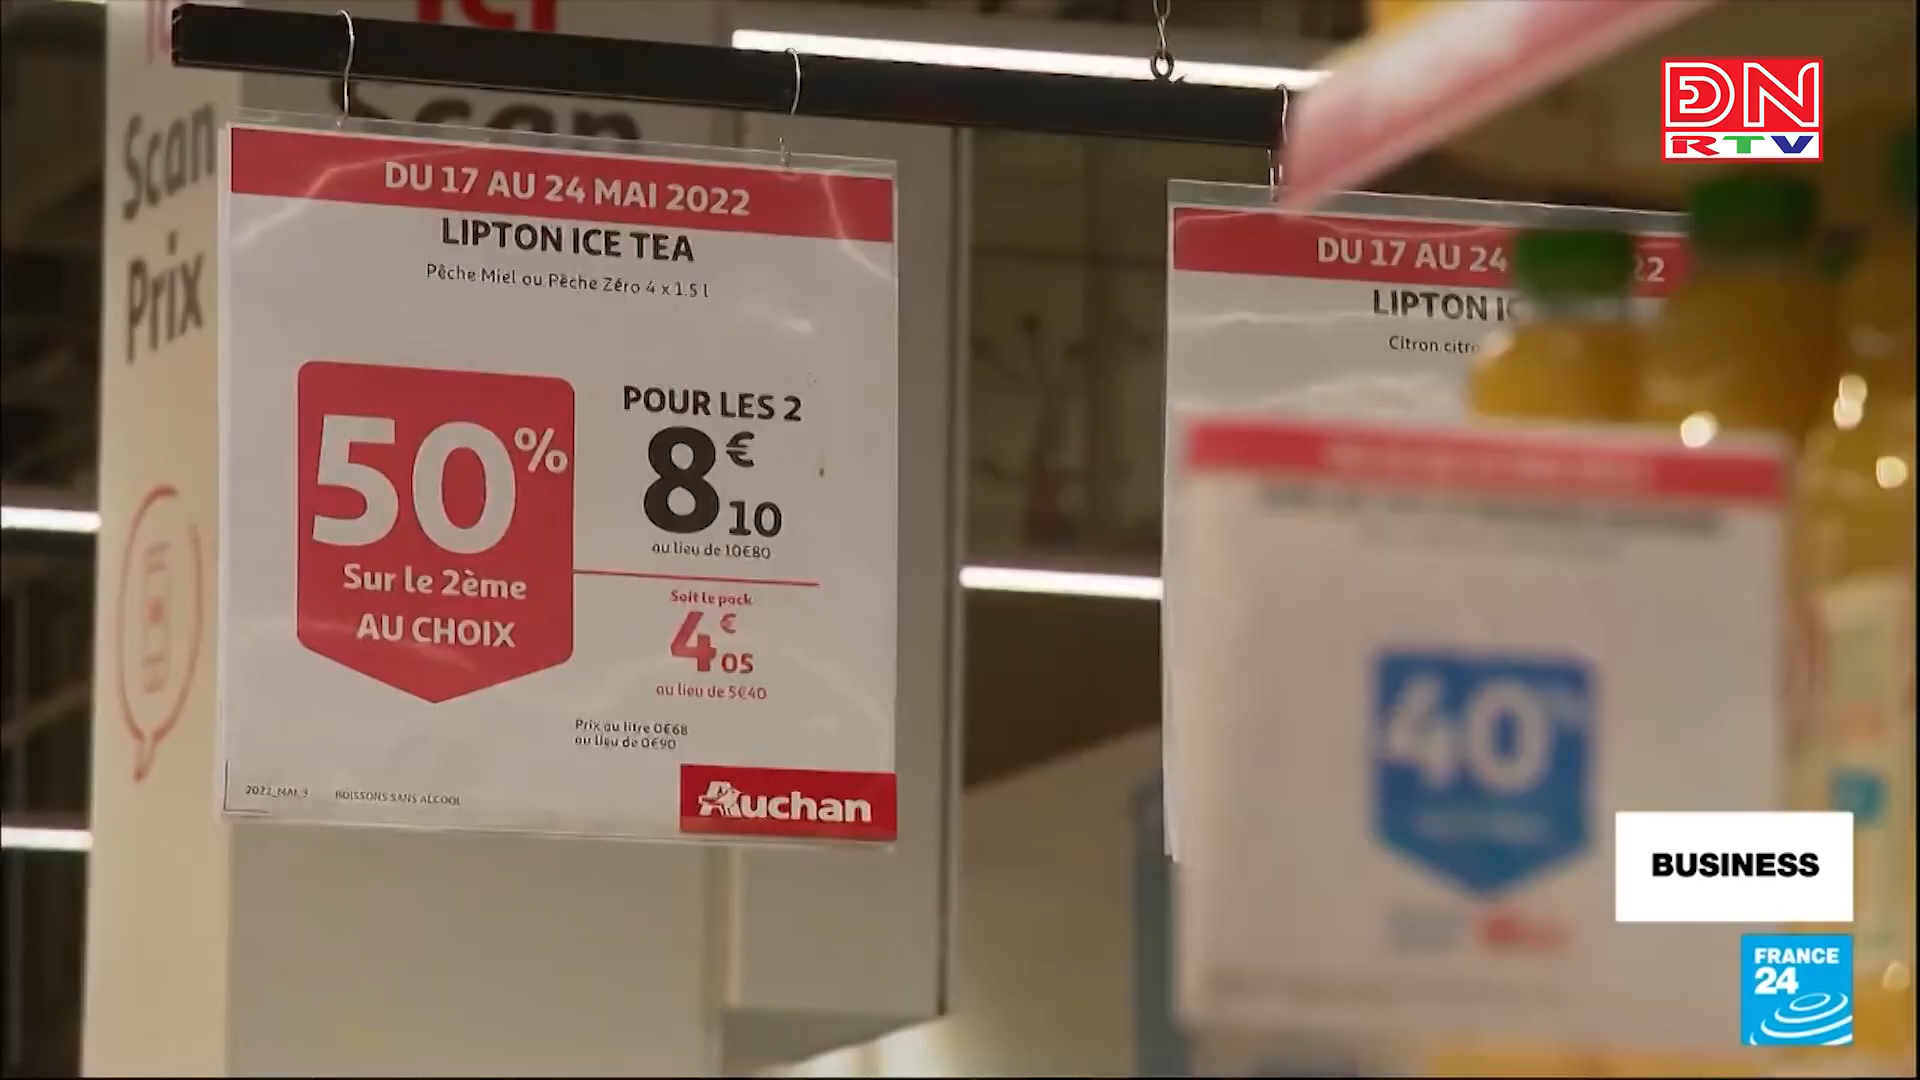 ICI
Scan
Scan
Prix
DU 17 AU 24 MAI 2022
LIPTON ICE TEA
Pêche Miel ou Pêche Zéro 4 x 1.5 l
50%
Sur le 2ème
AU CHOIX
POUR LES 2
8€10
au lieu de 10€80
Soit le pack
4€05
au lieu de 5€40
Prix au litre 0€68
au lieu de 0€90
2022_MAI_3 BOISSONS SANS ALCOOL
Auchan
DU 17 AU 24
22
LIPTON IC
Citron citr
40%
DN
RTV
BUSINESS
FRANCE
24